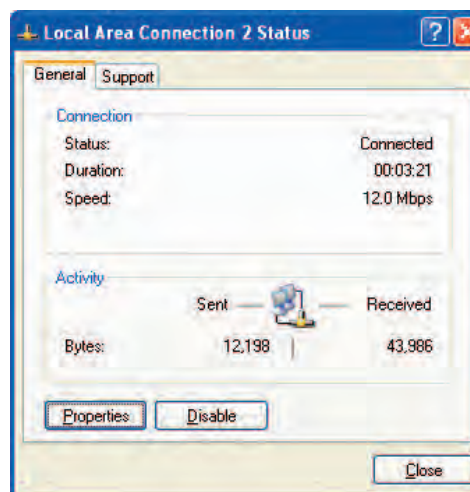 Local Area Connection 2 Status
General Support
Connection
Status: Connected
Duration: 00:03:21
Speed: 12.0 Mbps
Activity
Sent Received
Bytes: 12,198 43,986
Properties Disable
Close